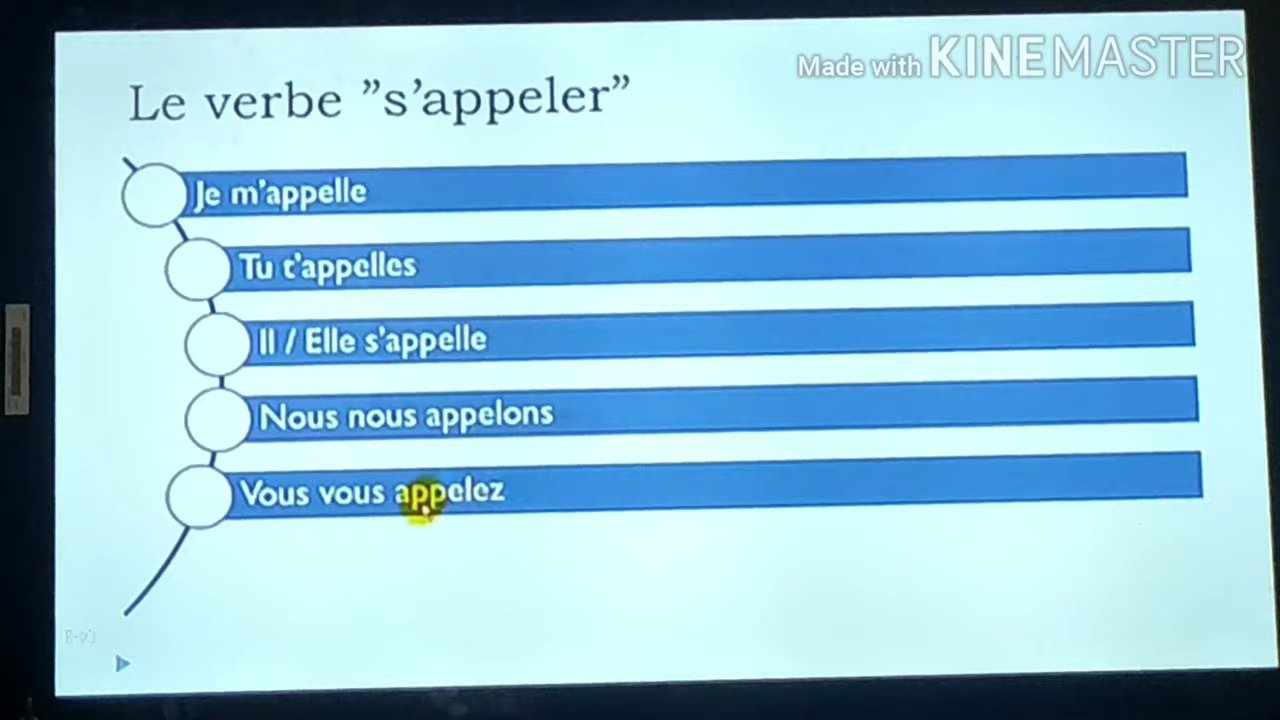 Made with KINEMASTER
Le verbe ”s’appeler”
Je m'appelle
Tu t'appelles
Il / Elle s'appelle
Nous nous appelons
Vous vous appelez